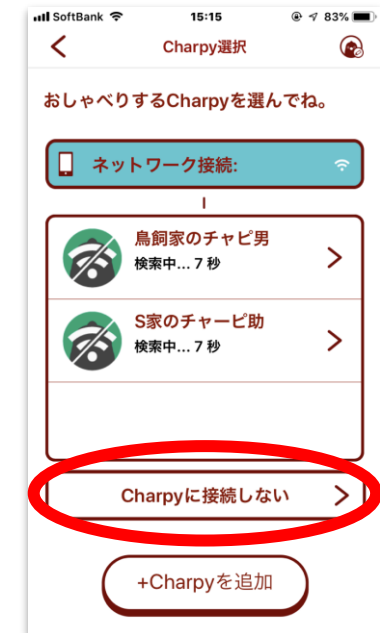 SoftBank 15:15 83%
Charpy選択
おしゃべりするCharpyを選んでね。
ネットワーク接続:
鳥飼家のチャピ男
検索中... 7 秒
S家のチャーピ助
検索中... 7 秒
Charpyに接続しない
+Charpyを追加